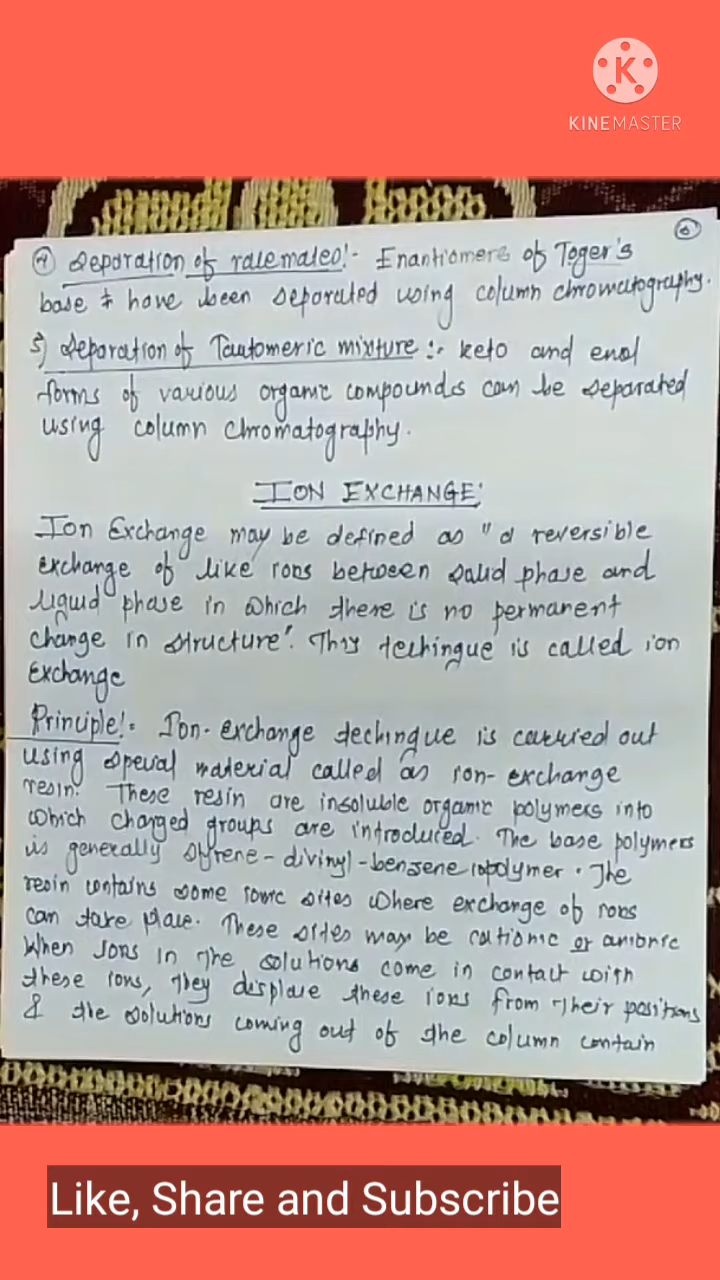 KINEMASTER
6
4) Separation of racemates:- Enantiomers of Toger's
base & have been separated using column chromatography.
5) Separation of Tautomeric mixture :- keto and enol
forms of various organic compounds can be separated
using column chromatography.
ION EXCHANGE:
Ion Exchange may be defined as "a reversible
exchange of like ions between solid phase and
liquid phase in which there is no permanent
change in structure". This techingue is called ion
Exchange
Principle:- Ion-exchange techingue is carried out
using special material called as ion-exchange
resin. These resin are insoluble organic polymers into
which charged groups are introduced. The base polymers
is generally styrene-divinyl-benzene copolymer. The
resin contains some ionic sites where exchange of ions
can take place. These sites may be cationic or anionic
When Ions in the solutions come in contact with
these ions, they displace these ions from their positions
& the solutions coming out of the column contain
Like, Share and Subscribe